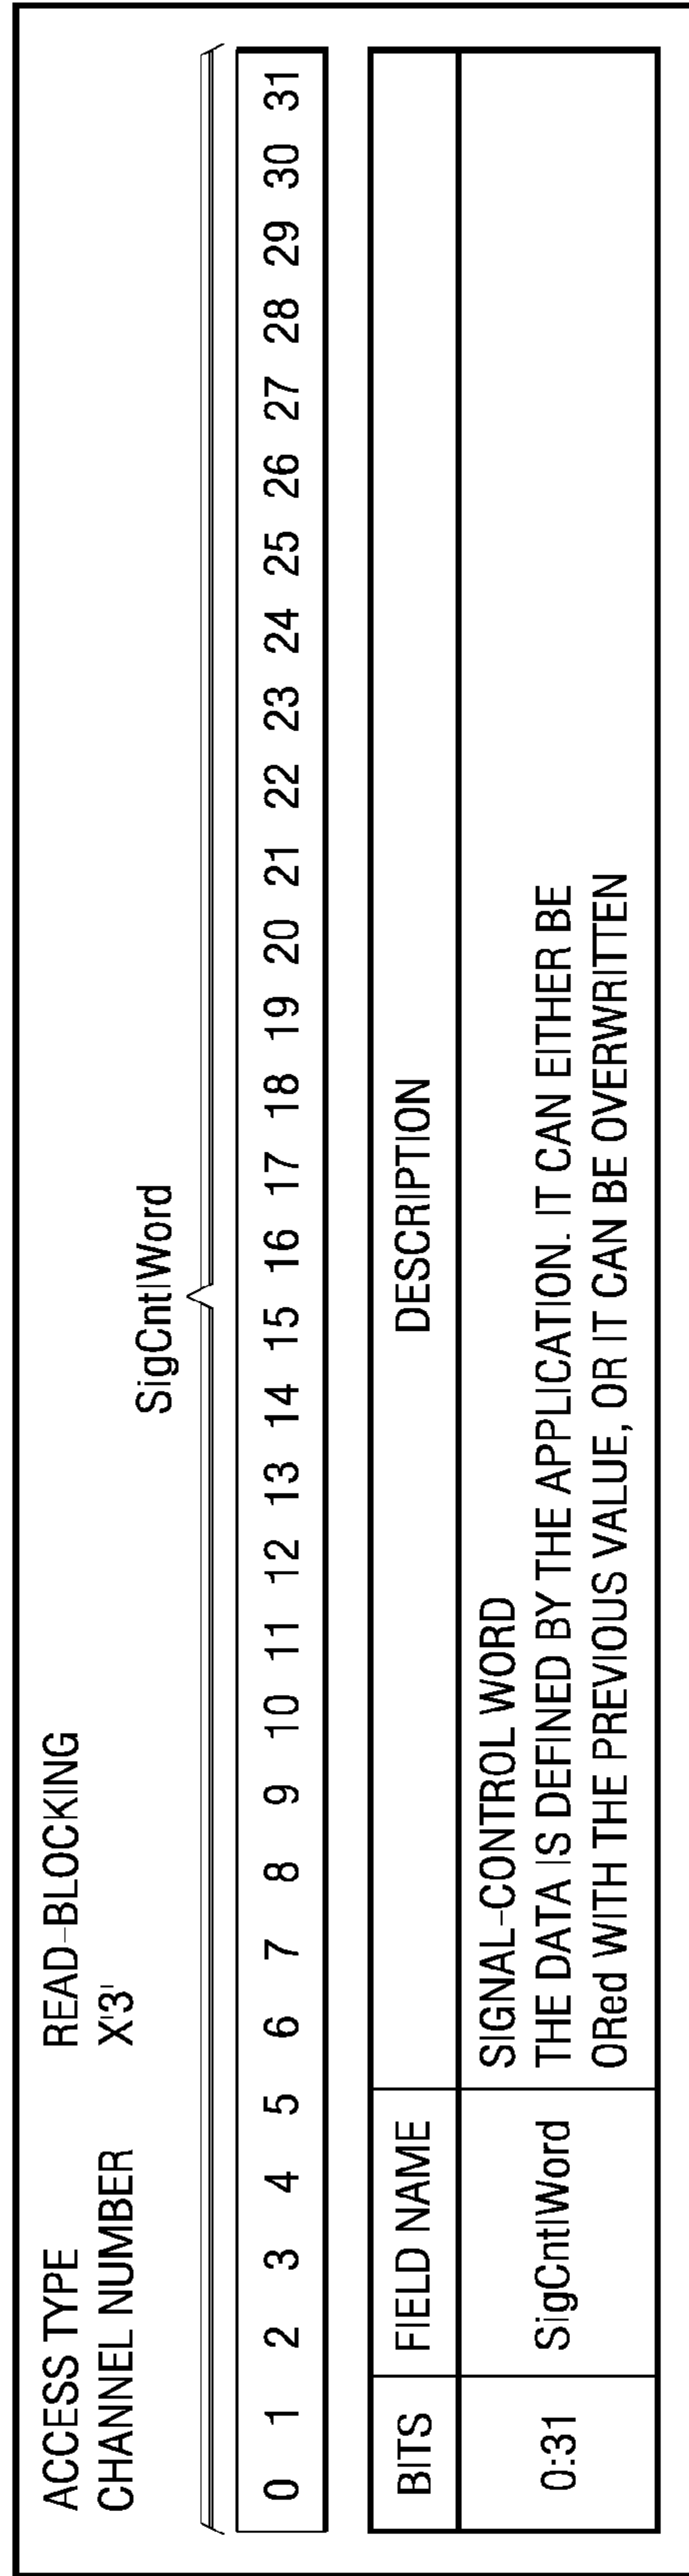 ACCESS TYPE READ-BLOCKING
CHANNEL NUMBER X'3'
SigCntlWord
0 1 2 3 4 5 6 7 8 9 10 11 12 13 14 15 16 17 18 19 20 21 22 23 24 25 26 27 28 29 30 31
BITS FIELD NAME DESCRIPTION
0:31 SigCntlWord SIGNAL-CONTROL WORD
THE DATA IS DEFINED BY THE APPLICATION. IT CAN EITHER BE
ORed WITH THE PREVIOUS VALUE, OR IT CAN BE OVERWRITTEN